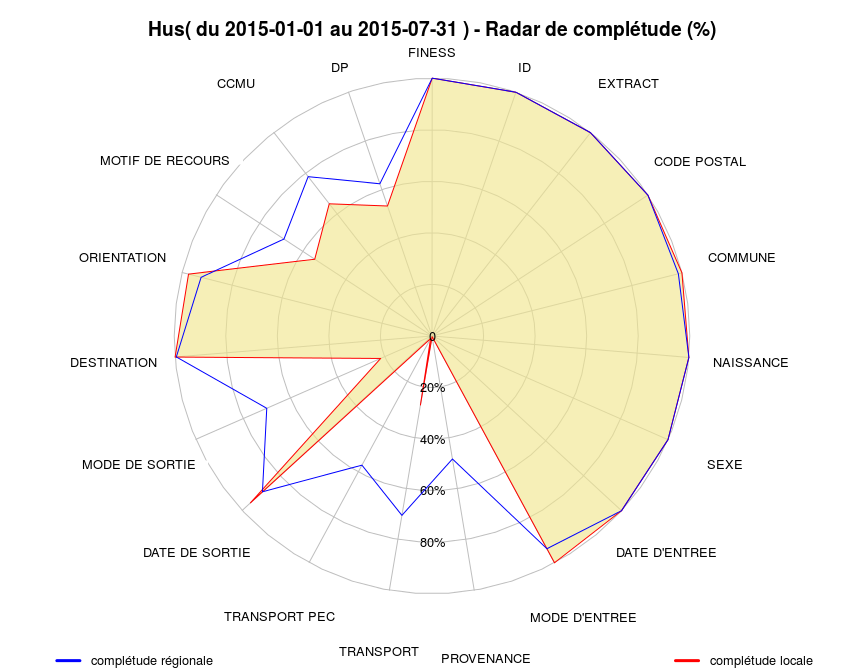 Hus( du 2015-01-01 au 2015-07-31 ) - Radar de complétude (%)
FINESS
DP
ID
CCMU
EXTRACT
MOTIF DE RECOURS
CODE POSTAL
ORIENTATION
COMMUNE
0
DESTINATION
NAISSANCE
20%
40%
MODE DE SORTIE
SEXE
60%
80%
DATE DE SORTIE
DATE D'ENTREE
TRANSPORT PEC
MODE D'ENTREE
TRANSPORT
PROVENANCE
complétude régionale
complétude locale